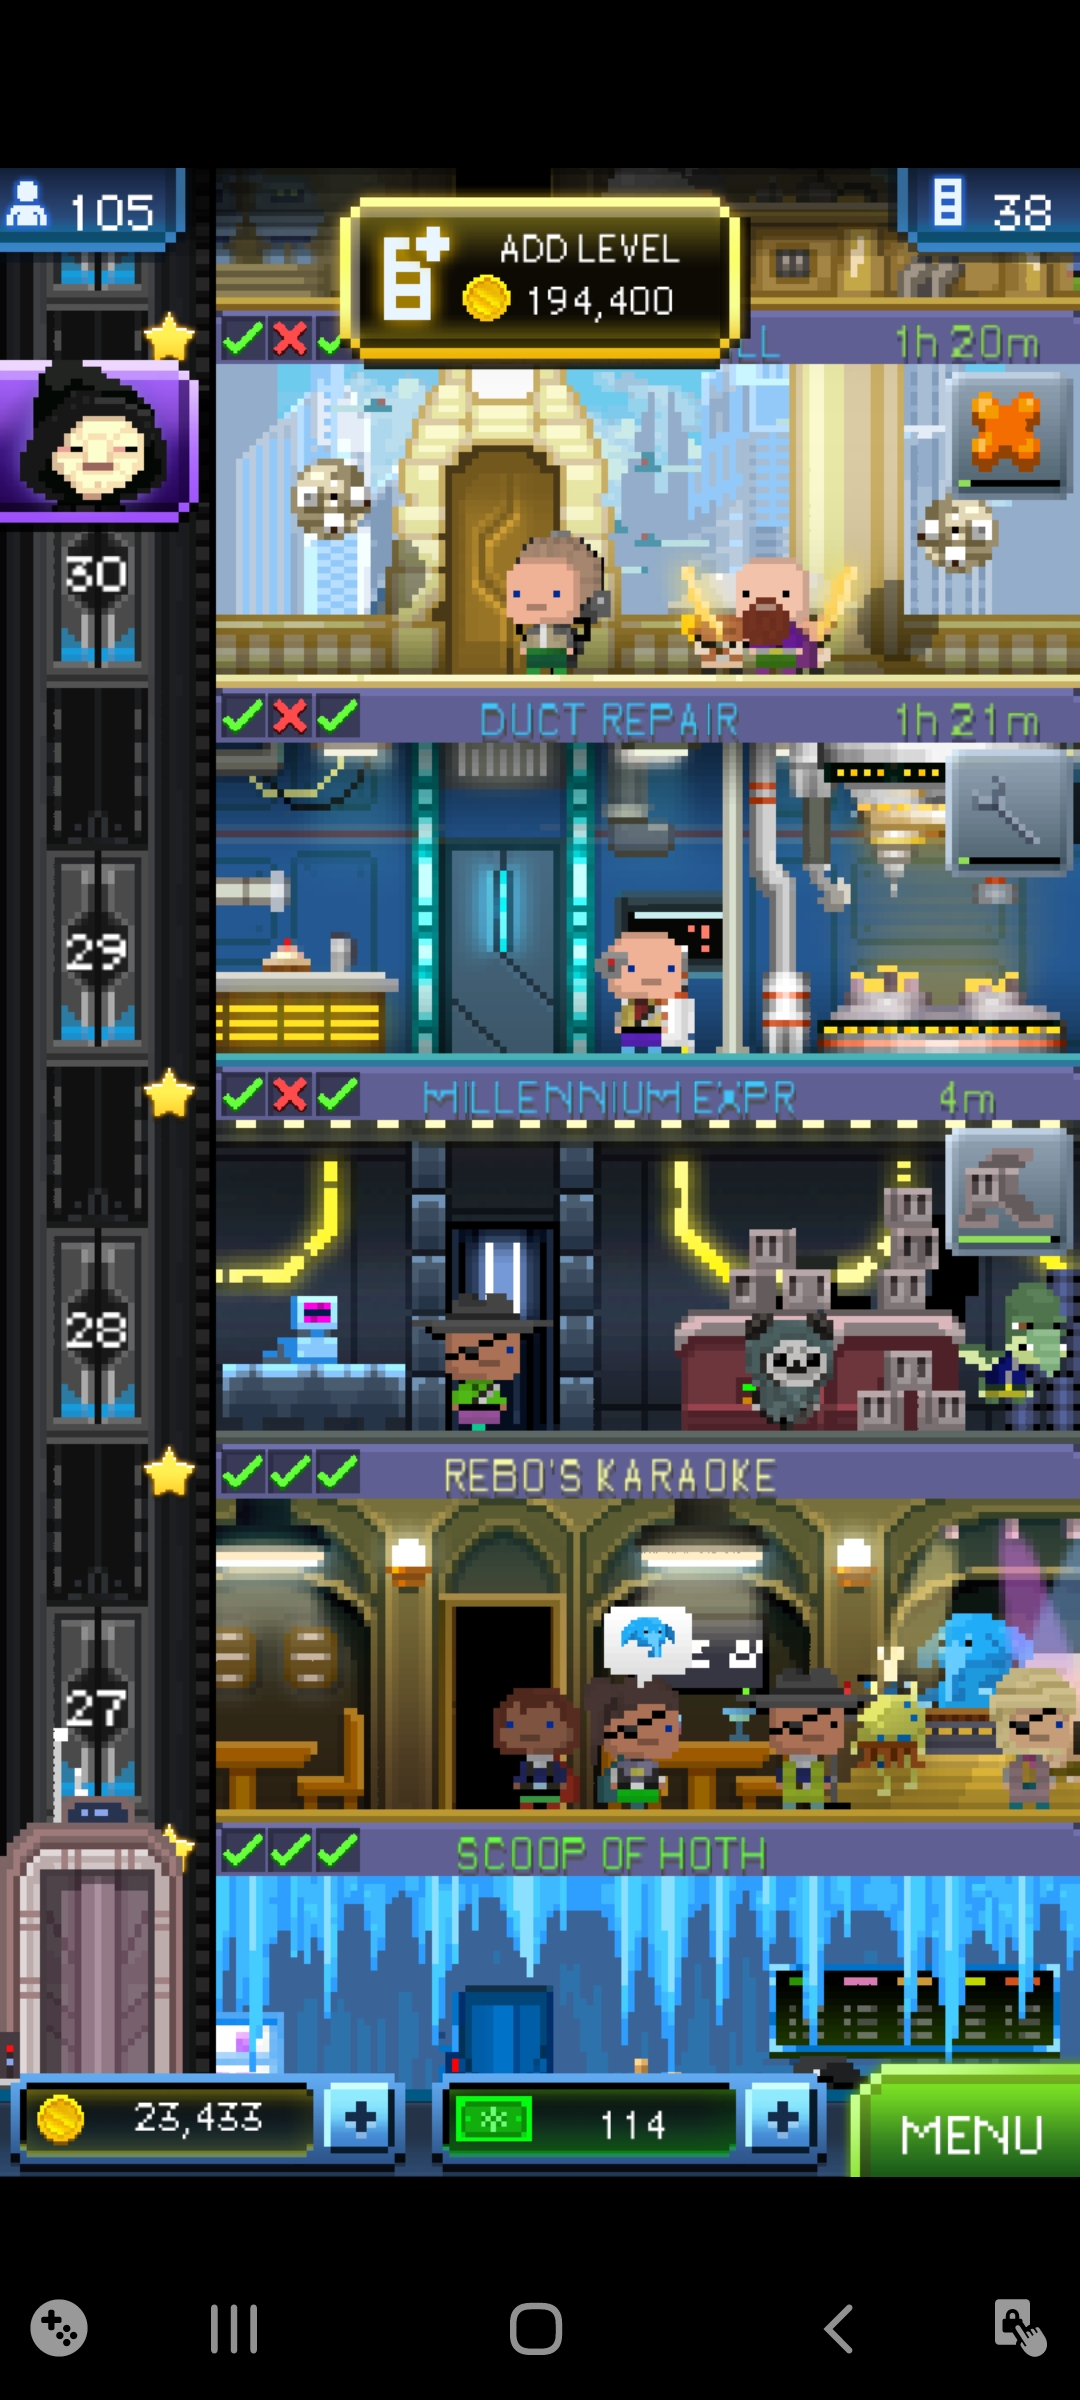 105
38
ADD LEVEL
194,400
LL
1h 20m
30
DUCT REPAIR
1h 21m
29
MILLENNIUM EXPR
4m
28
REBO'S KARAOKE
27
SCOOP OF HOTH
23,433
114
MENU